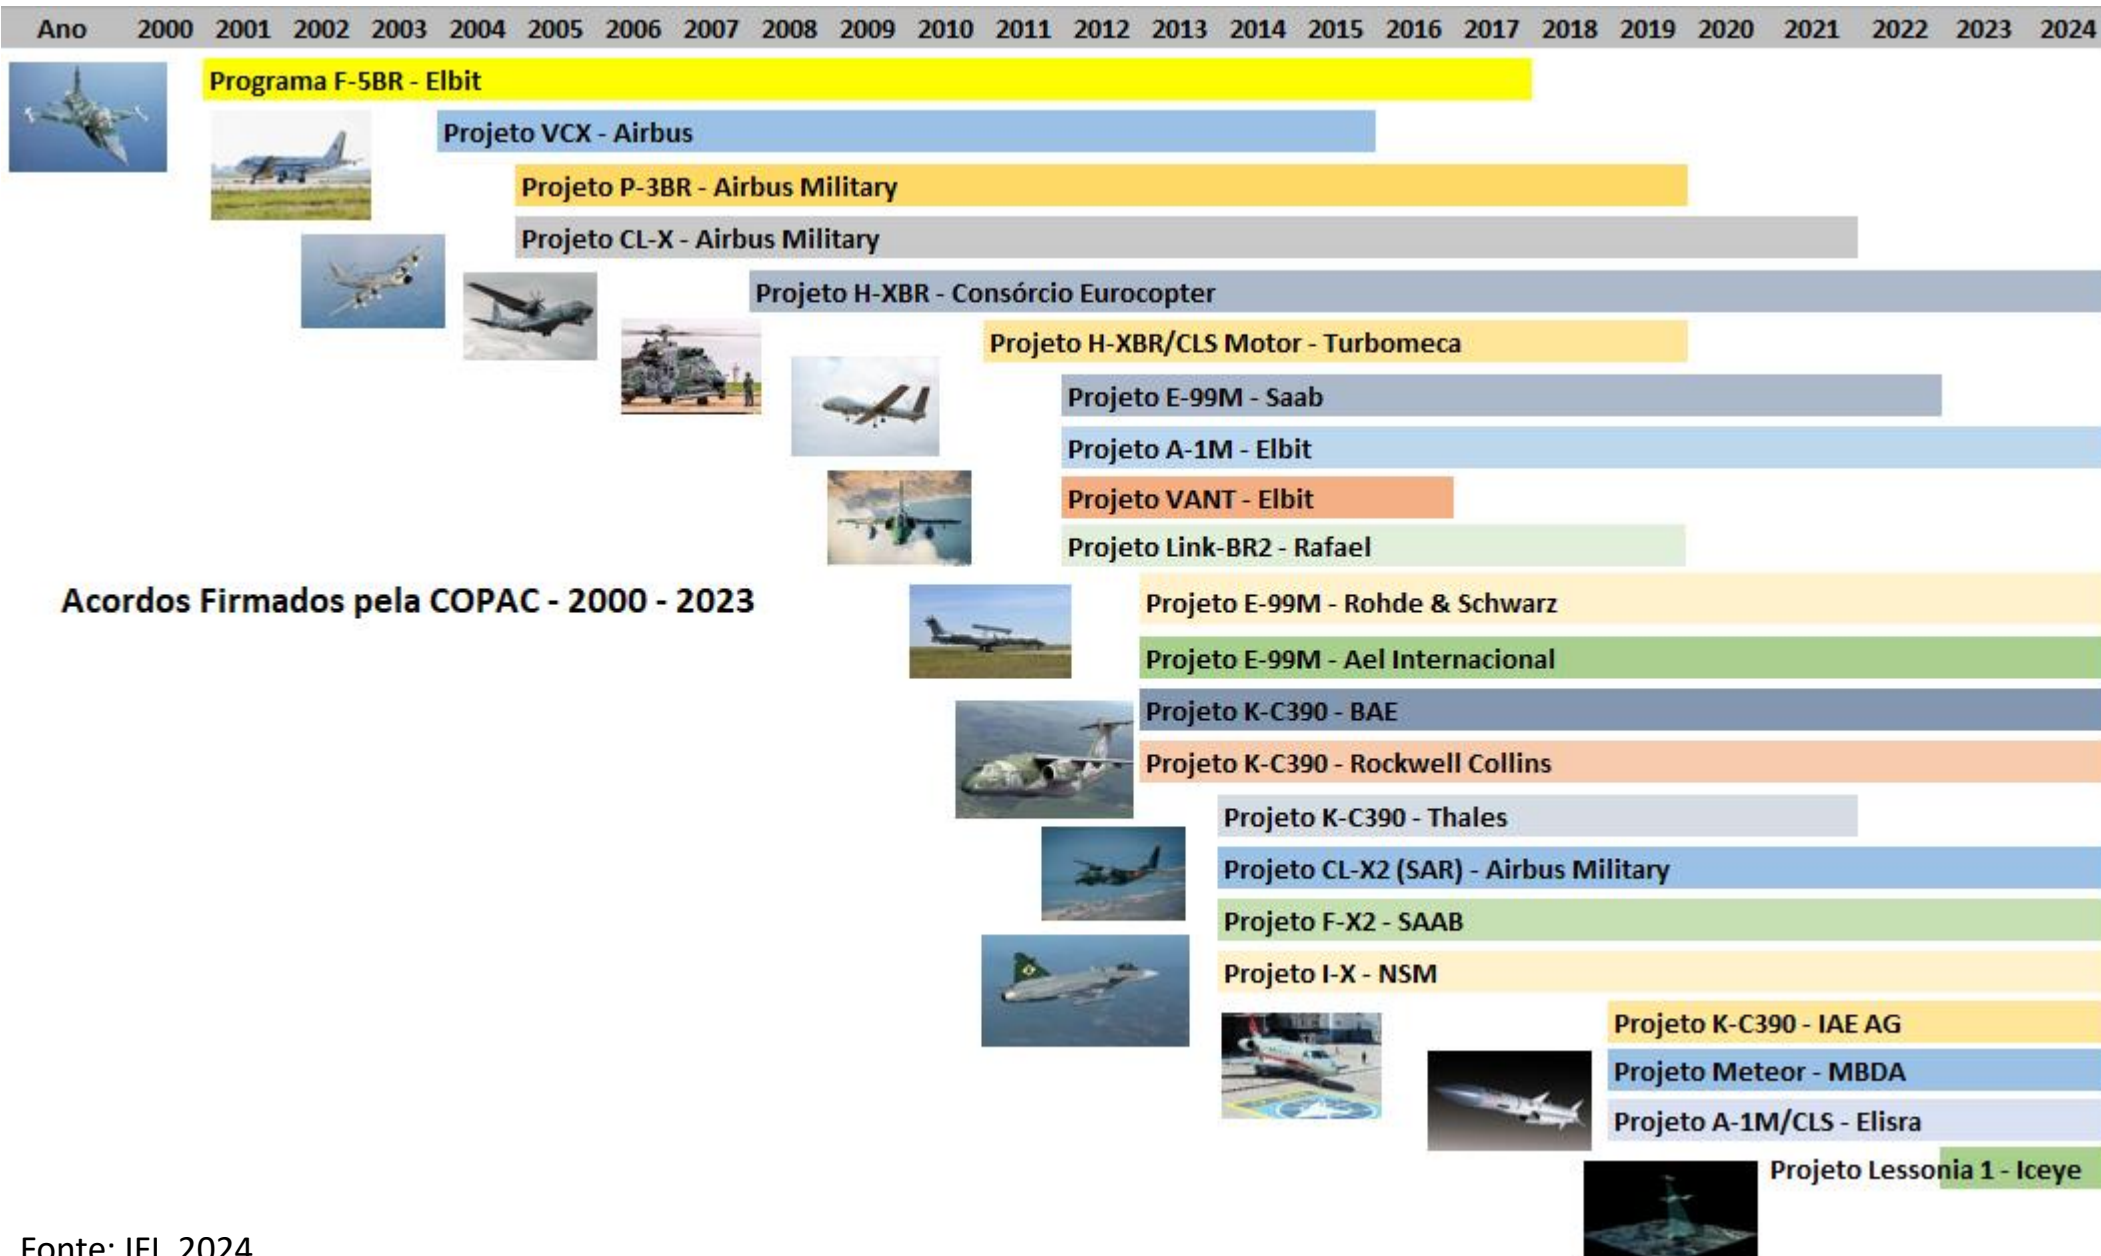 Ano 2000 2001 2002 2003 2004 2005 2006 2007 2008 2009 2010 2011 2012 2013 2014 2015 2016 2017 2018 2019 2020 2021 2022 2023 2024
Programa F-5BR - Elbit
Projeto VCX - Airbus
Projeto P-3BR - Airbus Military
Projeto CL-X - Airbus Military
Projeto H-XBR - Consórcio Eurocopter
Projeto H-XBR/CLS Motor - Turbomeca
Projeto E-99M - Saab
Projeto A-1M - Elbit
Projeto VANT - Elbit
Projeto Link-BR2 - Rafael
Acordos Firmados pela COPAC - 2000 - 2023
Projeto E-99M - Rohde & Schwarz
Projeto E-99M - Ael Internacional
Projeto K-C390 - BAE
Projeto K-C390 - Rockwell Collins
Projeto K-C390 - Thales
Projeto CL-X2 (SAR) - Airbus Military
Projeto F-X2 - SAAB
Projeto I-X - NSM
Projeto K-C390 - IAE AG
Projeto Meteor - MBDA
Projeto A-1M/CLS - Elisra
Projeto Lessonia 1 - Iceye
Fonte: IFI, 2024